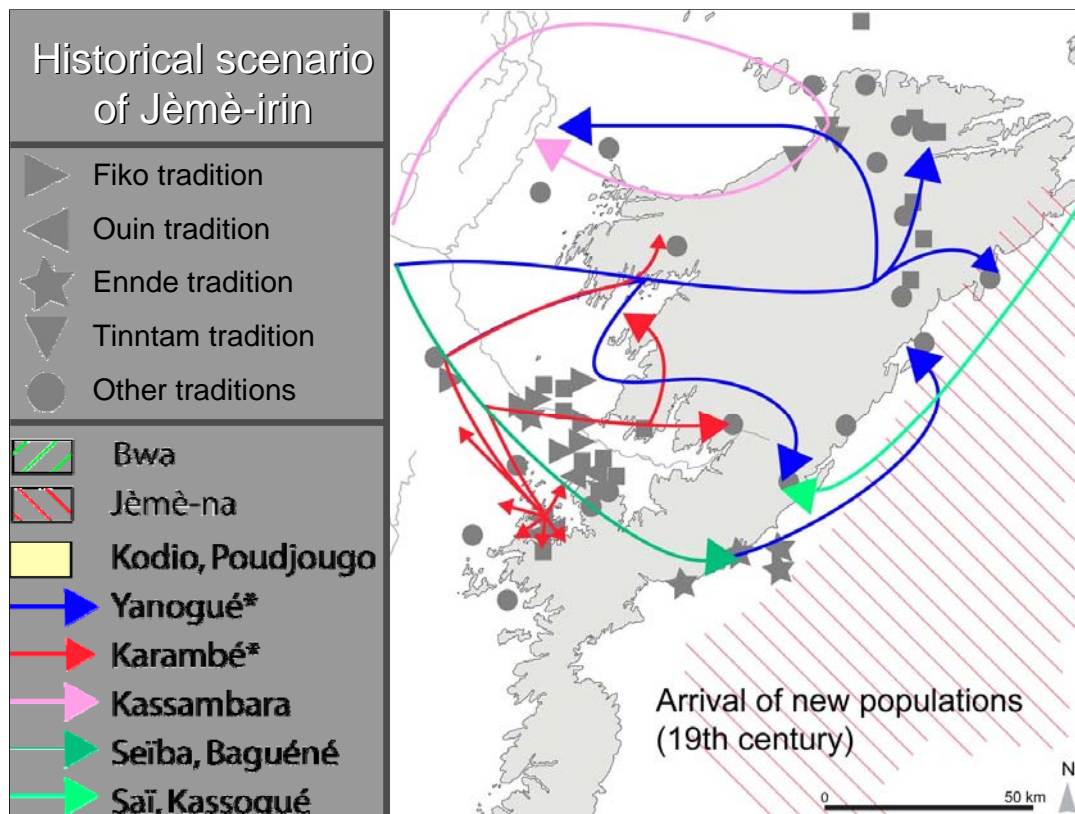 Historical scenario
of Jèmè-irin
Fiko tradition
Ouin tradition
Ennde tradition
Tinntam tradition
Other traditions
Bwa
Jèmè-na
Kodio, Poudjougo
Yanogué*
Karambé*
Kassambara
Seïba, Baguéné
Saï, Kassogué
Arrival of new populations
(19th century)
N
0 50 km